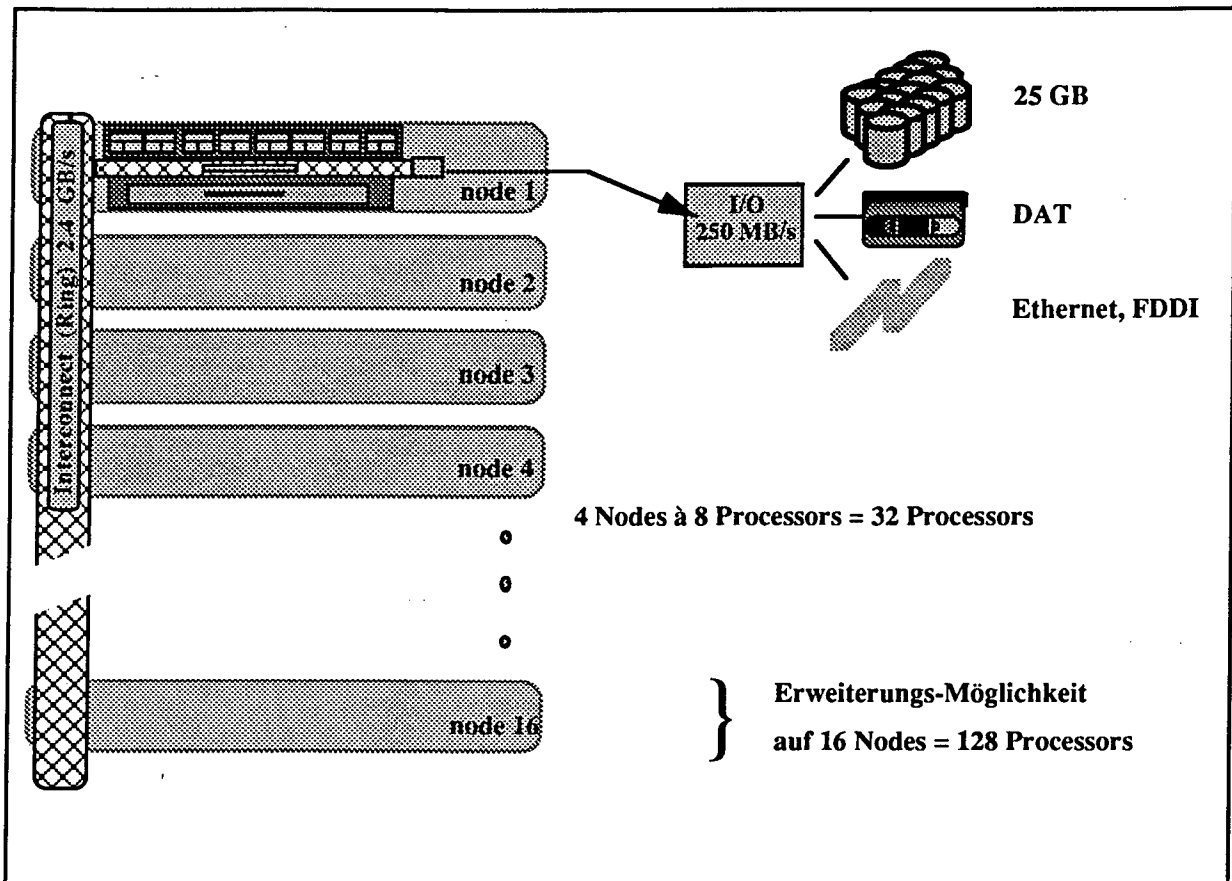 25 GB
node 1
I/O
250 MB/s
DAT
node 2
Ethernet, FDDI
Interconnect (Ring) 2.4 GB/s
node 3
node 4
4 Nodes à 8 Processors = 32 Processors
node 16
Erweiterungs-Möglichkeit
auf 16 Nodes = 128 Processors